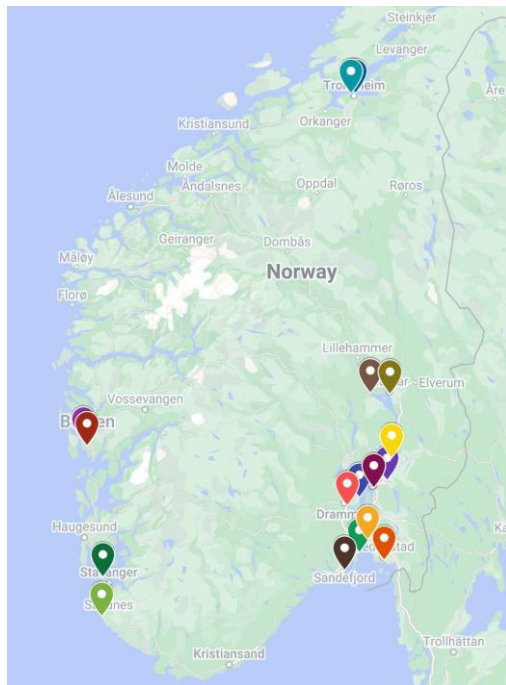 Steinkjer
Levanger
Åre
Orkanger
Kristiansund
Molde
Oppdal
Røros
Åndalsnes
Ålesund
Geiranger
Dombås
Måløy
Norway
Florø
Lillehammer
Elverum
Vossevangen
Haugesund
Sandefjord
Trollhättan
Kristiansand